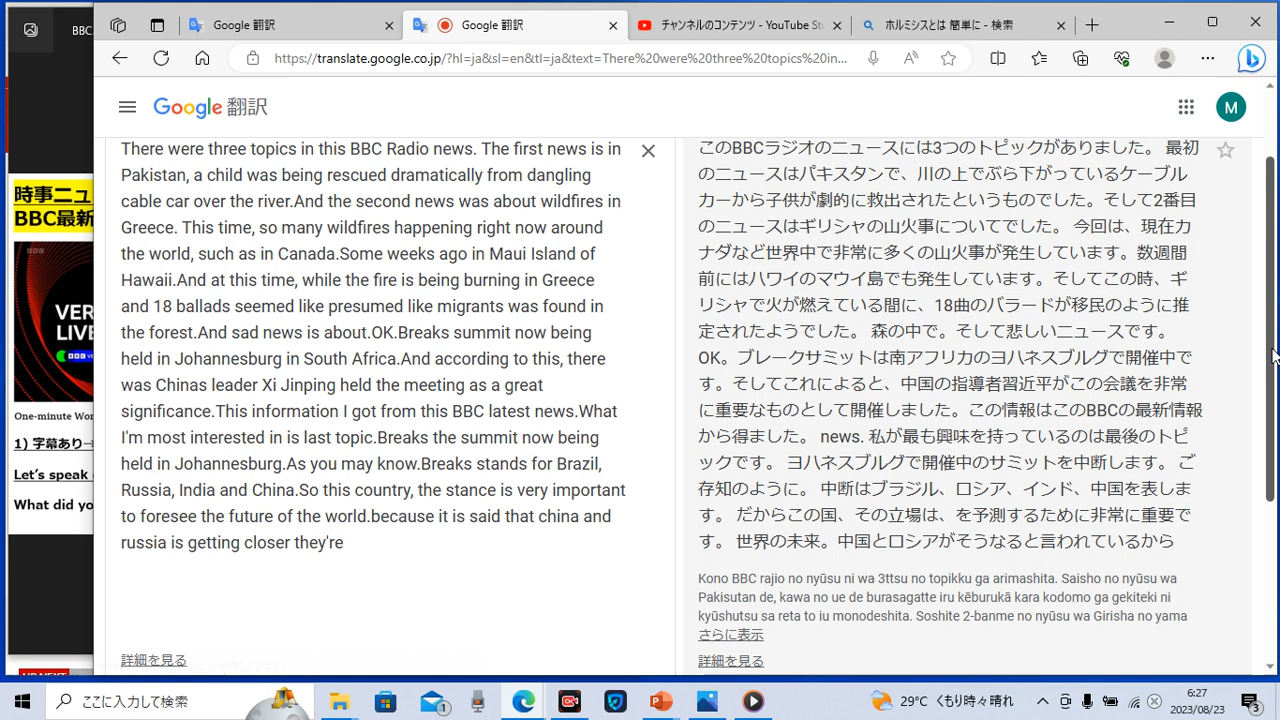 BBC
Google 翻訳
Google 翻訳
チャンネルのコンテンツ - YouTube St
ホルミシスとは 簡単に - 検索
https://translate.google.co.jp/?hl=ja&sl=en&tl=ja&text=There%20were%20three%20topics%20in...
Google 翻訳
M
There were three topics in this BBC Radio news. The first news is in
Pakistan, a child was being rescued dramatically from dangling
cable car over the river.And the second news was about wildfires in
Greece. This time, so many wildfires happening right now around
the world, such as in Canada.Some weeks ago in Maui Island of
Hawaii.And at this time, while the fire is being burning in Greece
and 18 ballads seemed like presumed like migrants was found in
the forest.And sad news is about.OK.Breaks summit now being
held in Johannesburg in South Africa.And according to this, there
was Chinas leader Xi Jinping held the meeting as a great
significance.This information I got from this BBC latest news.What
I'm most interested in is last topic.Breaks the summit now being
held in Johannesburg.As you may know.Breaks stands for Brazil,
Russia, India and China.So this country, the stance is very important
to foresee the future of the world.because it is said that china and
russia is getting closer they're
詳細を見る
このBBCラジオのニュースには3つのトピックがありました。 最初
のニュースはパキスタンで、川の上でぶら下がっているケーブル
カーから子供が劇的に救出されたというものでした。そして2番目
のニュースはギリシャの山火事についてでした。 今回は、現在カ
ナダなど世界中で非常に多くの山火事が発生しています。数週間
前にはハワイのマウイ島でも発生しています。そしてこの時、ギ
リシャで火が燃えている間に、18曲のバラードが移民のように推
定されたようでした。 森の中で。そして悲しいニュースです。
OK。ブレークサミットは南アフリカのヨハネスブルグで開催中で
す。そしてこれによると、中国の指導者習近平がこの会議を非常
に重要なものとして開催しました。この情報はこのBBCの最新情報
から得ました。 news. 私が最も興味を持っているのは最後のトピ
ックです。 ヨハネスブルグで開催中のサミットを中断します。 ご
存知のように。 中断はブラジル、ロシア、インド、中国を表しま
す。 だからこの国、その立場は、を予測するために非常に重要で
す。 世界の未来。中国とロシアがそうなると言われているから
Kono BBC rajio no nyūsu ni wa 3ttsu no topikku ga arimashita. Saisho no nyūsu wa
Pakisutan de, kawa no ue de burasagatte iru kēburukā kara kodomo ga gekiteki ni
kyūshutsu sa reta to iu monodeshita. Soshite 2-banme no nyūsu wa Girisha no yama
さらに表示
詳細を見る
時事ニュ
BBC最新
VER
LIVE
One-minute Wor
1) 字幕あり→
Let's speak
What did yo
UP NEXT
ここに入力して検索
1
29°C くもり時々晴れ
6:27
2023/08/23
3